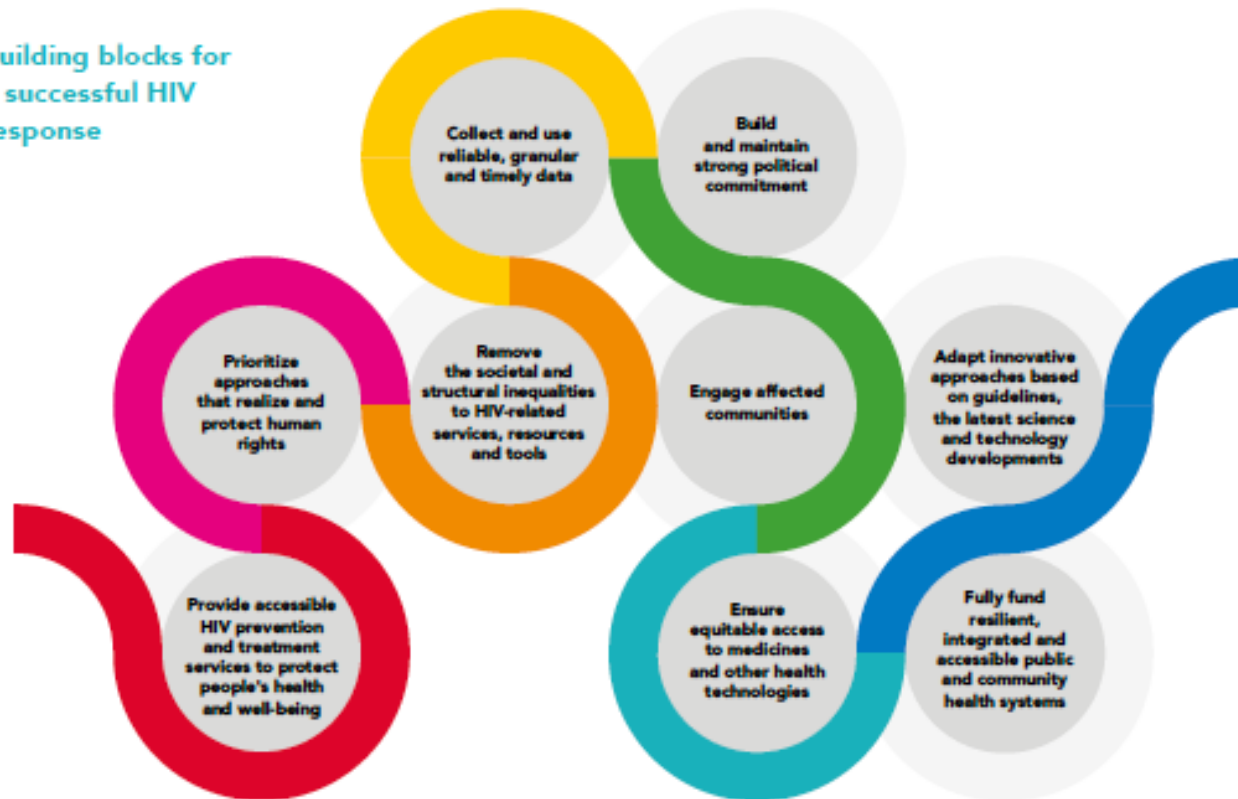 uilding blocks for
successful HIV
esponse
Collect and use
reliable, granular
and timely data
Build
and maintain
strong political
commitment
Prioritize
approaches
that realize and
protect human
rights
Remove
the societal and
structural inequalities
to HIV-related
services, resources
and tools
Engage affected
communities
Adapt innovative
approaches based
on guidelines,
the latest science
and technology
developments
Provide accessible
HIV prevention
and treatment
services to protect
people's health
and well-being
Ensure
equitable access
to medicines
and other health
technologies
Fully fund
resilient,
integrated and
accessible public
and community
health systems